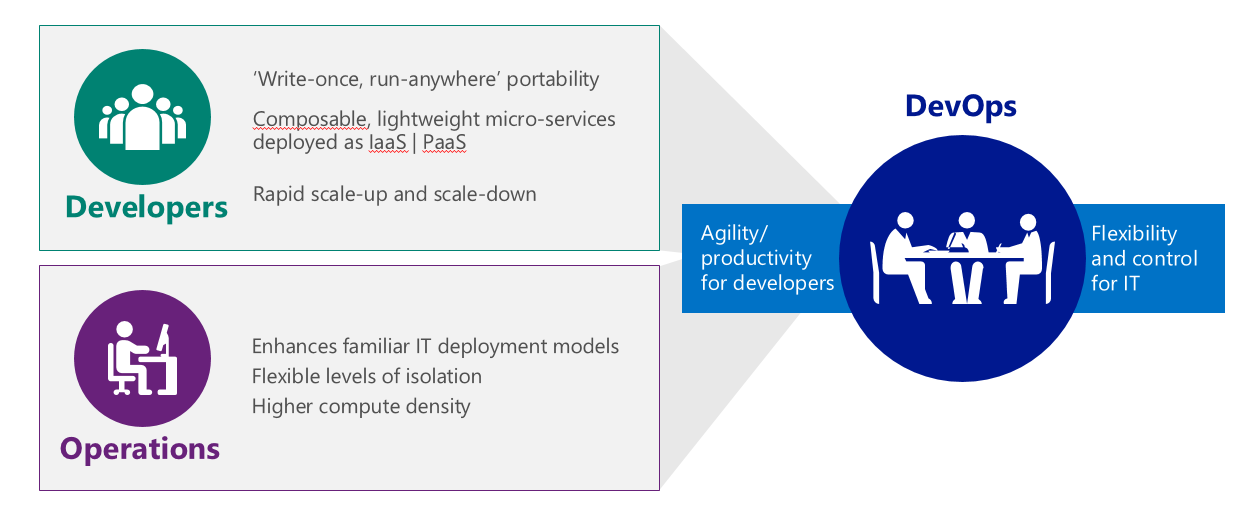 ‘Write-once, run-anywhere’ portability
Composable, lightweight micro-services
deployed as IaaS | PaaS
Rapid scale-up and scale-down
Developers
Enhances familiar IT deployment models
Flexible levels of isolation
Higher compute density
Operations
DevOps
Agility/
productivity
for developers
Flexibility
and control
for IT